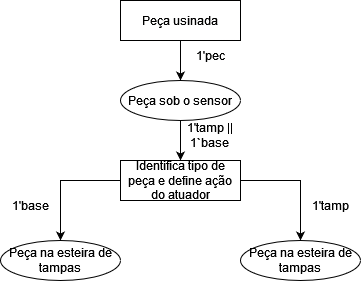 Peça usinada
1'pec
Peça sob o sensor
1'tamp ||
1`base
Identifica tipo de
peça e define ação
do atuador
1'base
1'tamp
Peça na esteira de
tampas
Peça na esteira de
tampas